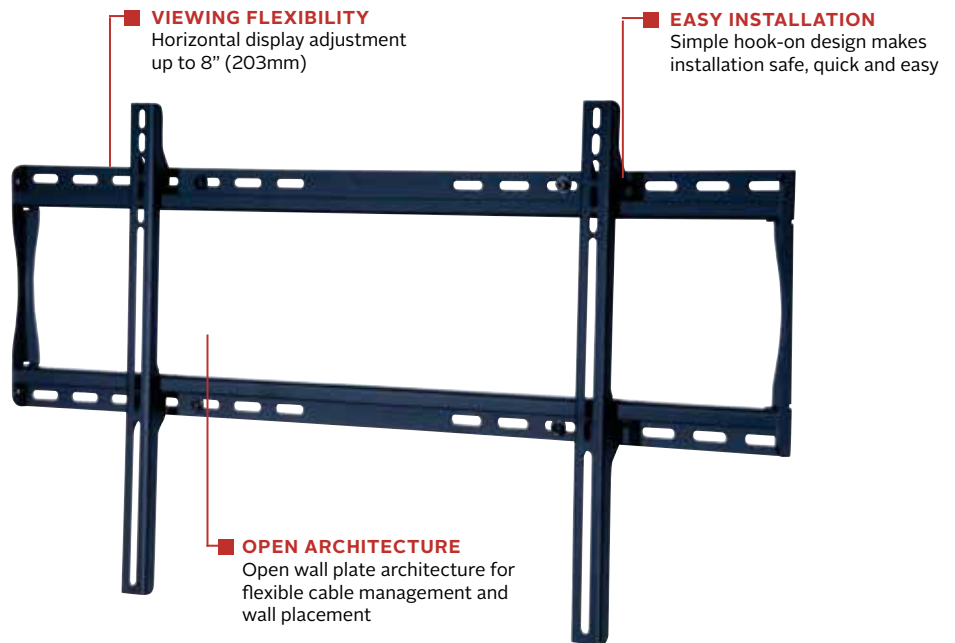 VIEWING FLEXIBILITY
Horizontal display adjustment
up to 8” (203mm)
EASY INSTALLATION
Simple hook-on design makes
installation safe, quick and easy
OPEN ARCHITECTURE
Open wall plate architecture for
flexible cable management and
wall placement